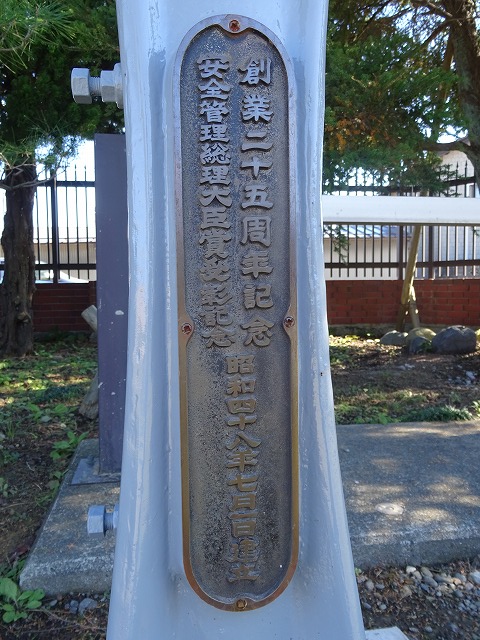 創業二十五周年記念
安全管理総理大臣賞受彰記念
昭和四十八年七月一日建立